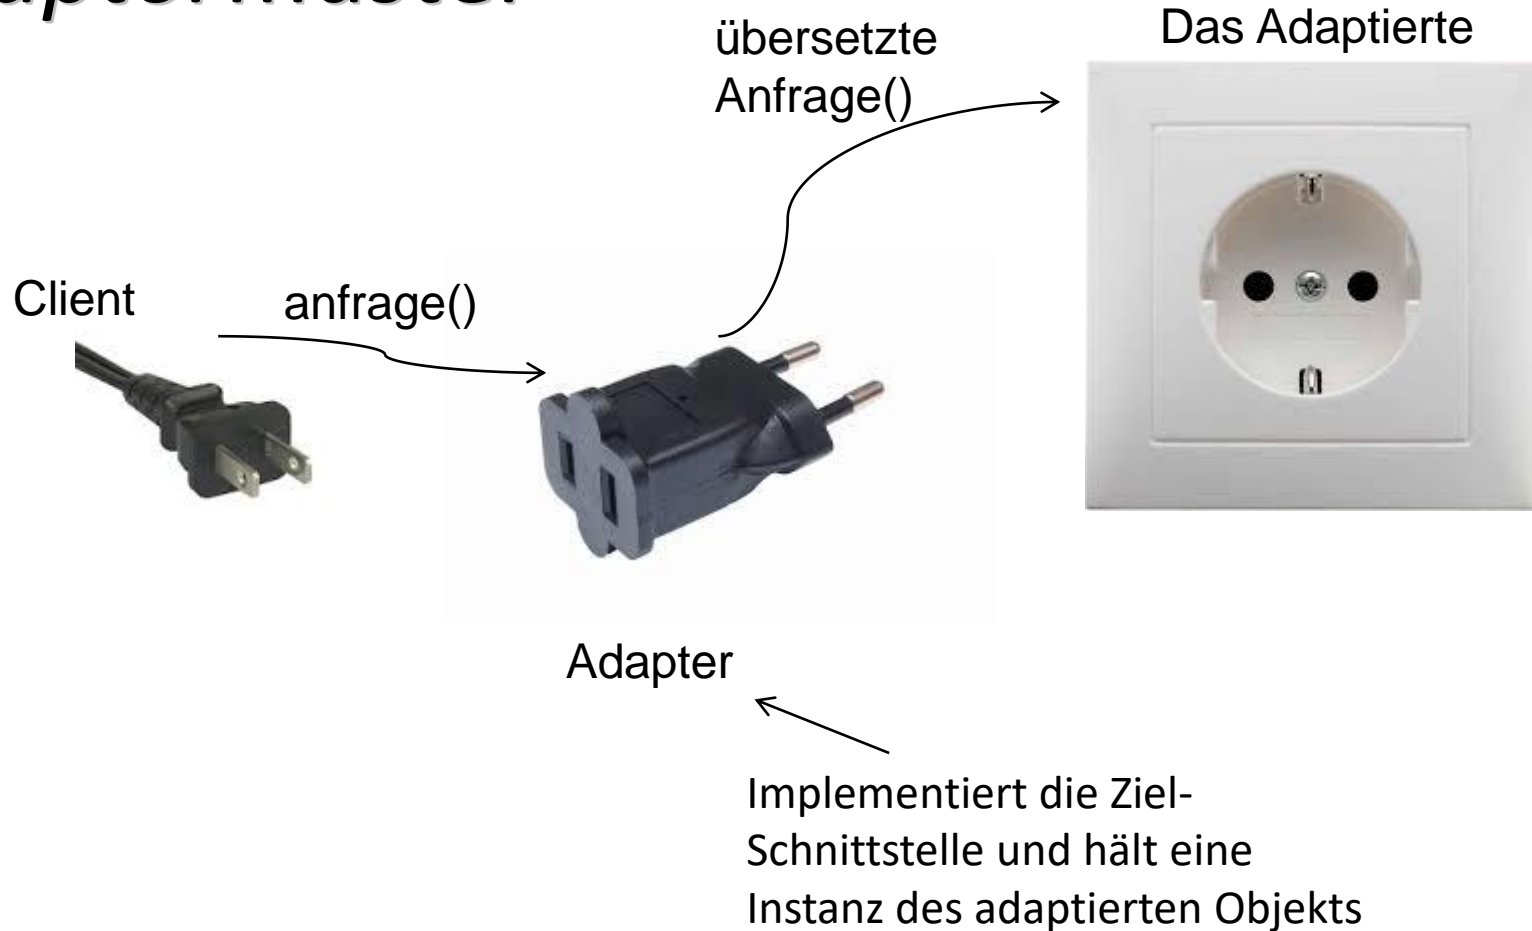 übersetzte
Anfrage()
Das Adaptierte
Client
anfrage()
Adapter
Implementiert die Ziel-
Schnittstelle und hält eine
Instanz des adaptierten Objekts